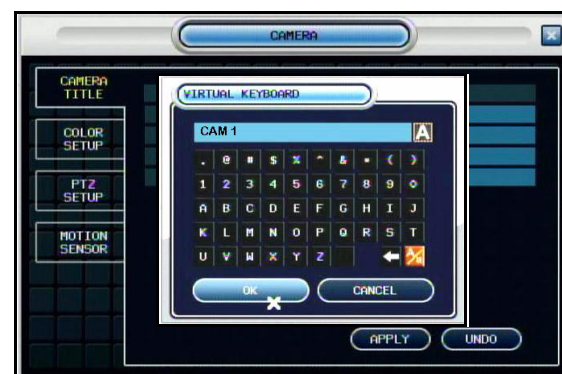 CAMERA
CAMERA
TITLE
VIRTUAL KEYBOARD
CAM 1
A
COLOR
SETUP
. @ # $ % ^ & * ( )
1 2 3 4 5 6 7 8 9 0
PTZ
SETUP
A B C D E F G H I J
K L M N O P Q R S T
MOTION
SENSOR
U V W X Y Z
OK
CANCEL
APPLY
UNDO